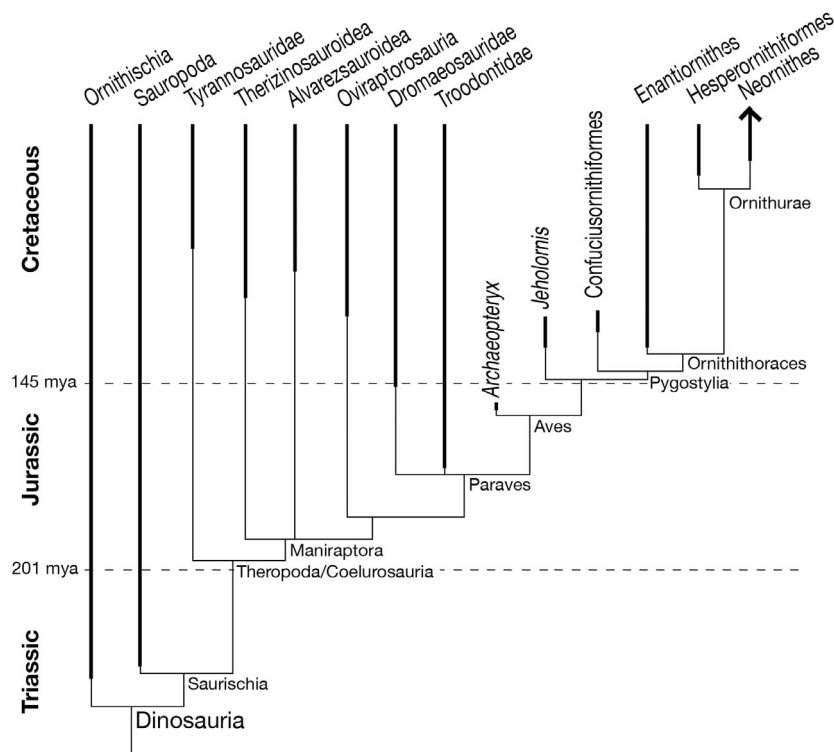 Ornithischia
Sauropoda
Tyrannosauridae
Therizinosauroidea
Alvarezsauroidea
Oviraptorosauria
Dromaeosauridae
Troodontidae
Enantiornithes
Hesperornithiformes
Neornithes
Cretaceous
Archaeopteryx
Jeholornis
Confuciusornithiformes
Ornithurae
Ornithithoraces
145 mya
Pygostylia
Aves
Jurassic
Paraves
Maniraptora
201 mya
Theropoda/Coelurosauria
Triassic
Saurischia
Dinosauria